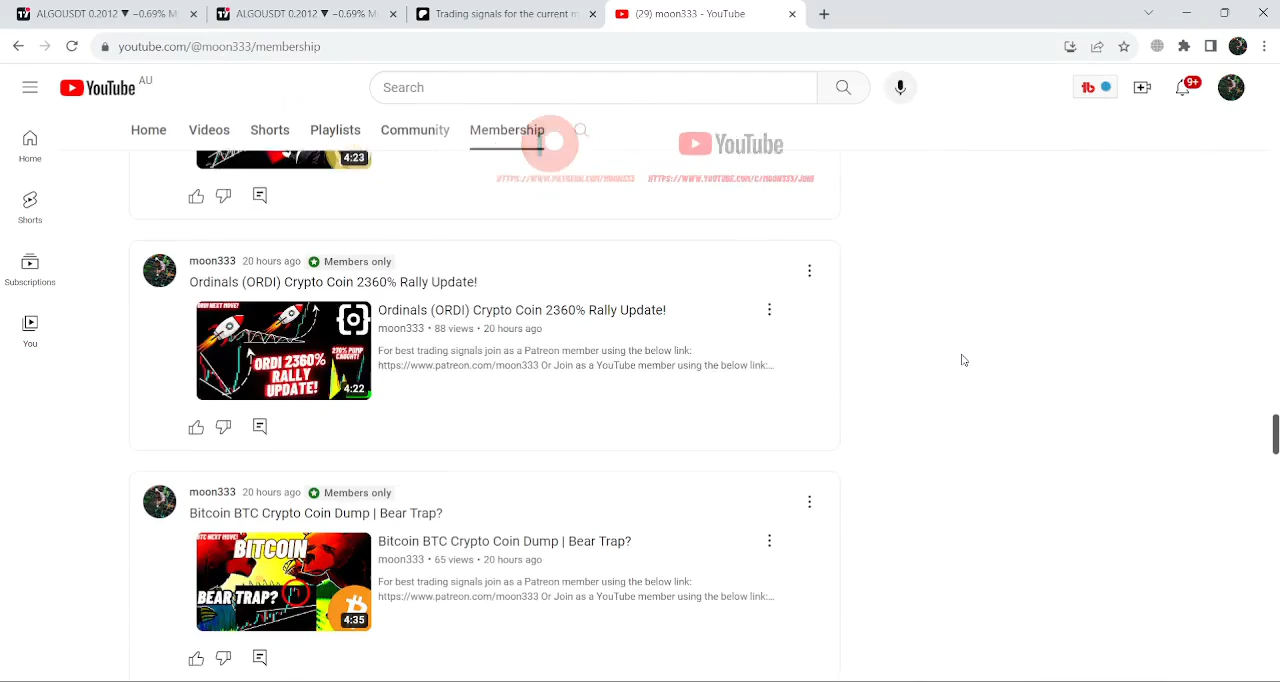 ALGOUSDT 0.2012 ▼ −0.69% M
ALGOUSDT 0.2012 ▼ −0.69% M
Trading signals for the current m
(29) moon333 - YouTube
youtube.com/@moon333/membership
YouTube AU
Search
9+
Home
Videos
Shorts
Playlists
Community
Membership
YouTube
HTTPS://WWW.PATREON.COM/MOON333
HTTPS://WWW.YOUTUBE.COM/C/MOON333/JOIN
Home
Shorts
Subscriptions
You
4:23
moon333 20 hours ago Members only
Ordinals (ORDI) Crypto Coin 2360% Rally Update!
ORDI NEXT MOVE!
270% PUMP
CAUGHT!
ORDI 2360%
RALLY
UPDATE!
4:22
Ordinals (ORDI) Crypto Coin 2360% Rally Update!
moon333 • 88 views • 20 hours ago
For best trading signals join as a Patreon member using the below link:
https://www.patreon.com/moon333 Or Join as a YouTube member using the below link:...
moon333 20 hours ago Members only
Bitcoin BTC Crypto Coin Dump | Bear Trap?
BTC NEXT MOVE!
BITCOIN
BEAR TRAP?
4:35
Bitcoin BTC Crypto Coin Dump | Bear Trap?
moon333 • 65 views • 20 hours ago
For best trading signals join as a Patreon member using the below link:
https://www.patreon.com/moon333 Or Join as a YouTube member using the below link:...